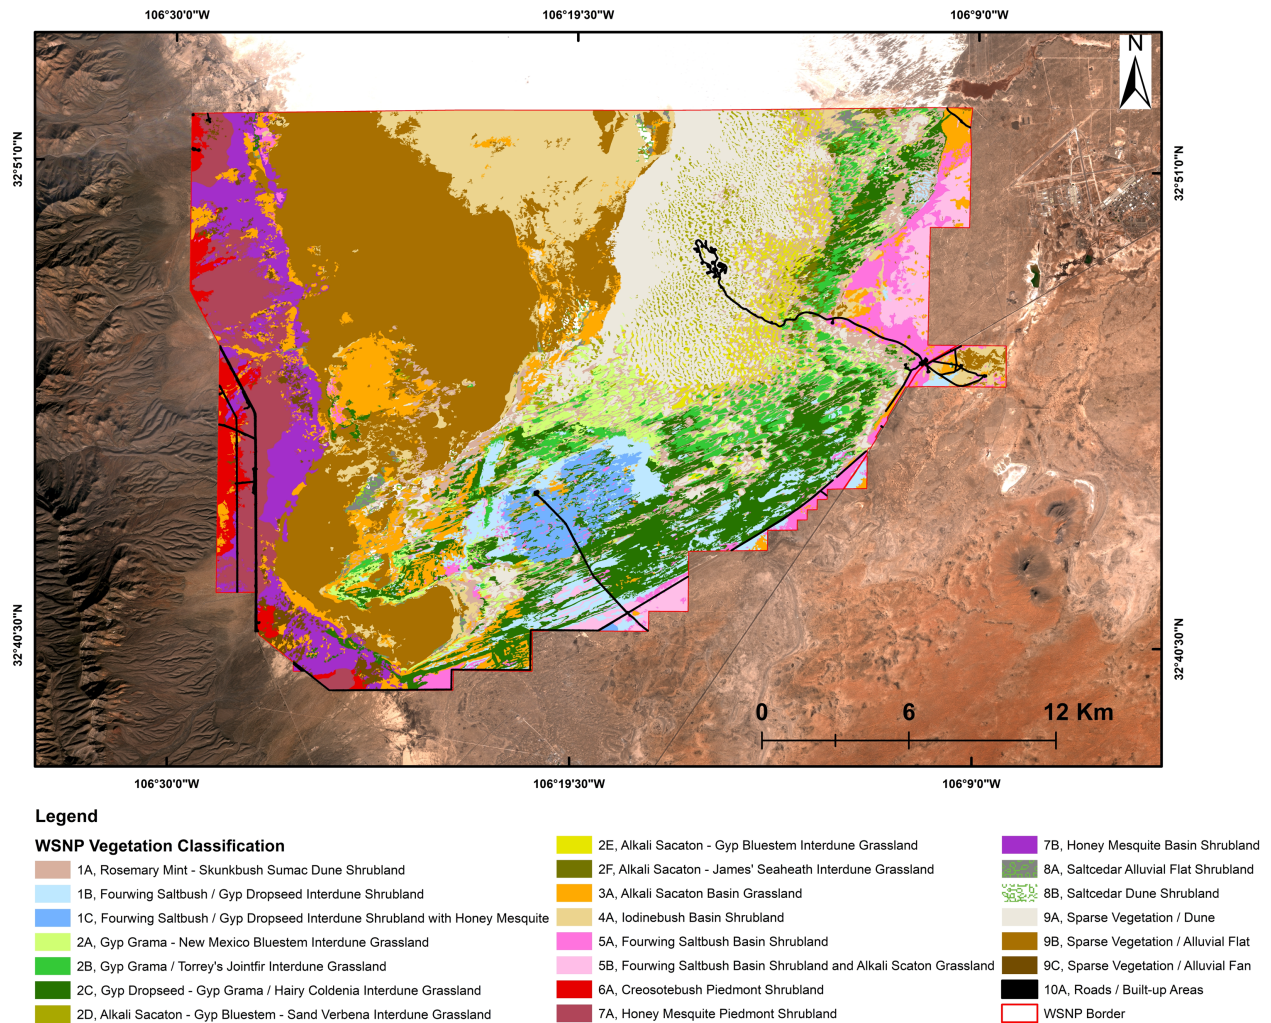 106°30'0"W 106°19'30"W 106°9'0"W
N
32°51'0"N 32°51'0"N
32°40'30"N 32°40'30"N
0 6 12 Km
106°30'0"W 106°19'30"W 106°9'0"W
Legend
WSNP Vegetation Classification
1A, Rosemary Mint - Skunkbush Sumac Dune Shrubland
1B, Fourwing Saltbush / Gyp Dropseed Interdune Shrubland
1C, Fourwing Saltbush / Gyp Dropseed Interdune Shrubland with Honey Mesquite
2A, Gyp Grama - New Mexico Bluestem Interdune Grassland
2B, Gyp Grama / Torrey's Jointfir Interdune Grassland
2C, Gyp Dropseed - Gyp Grama / Hairy Coldenia Interdune Grassland
2D, Alkali Sacaton - Gyp Bluestem - Sand Verbena Interdune Grassland
2E, Alkali Sacaton - Gyp Bluestem Interdune Grassland
2F, Alkali Sacaton - James' Seaheath Interdune Grassland
3A, Alkali Sacaton Basin Grassland
4A, Iodinebush Basin Shrubland
5A, Fourwing Saltbush Basin Shrubland
5B, Fourwing Saltbush Basin Shrubland and Alkali Scaton Grassland
6A, Creosotebush Piedmont Shrubland
7A, Honey Mesquite Piedmont Shrubland
7B, Honey Mesquite Basin Shrubland
8A, Saltcedar Alluvial Flat Shrubland
8B, Saltcedar Dune Shrubland
9A, Sparse Vegetation / Dune
9B, Sparse Vegetation / Alluvial Flat
9C, Sparse Vegetation / Alluvial Fan
10A, Roads / Built-up Areas
WSNP Border